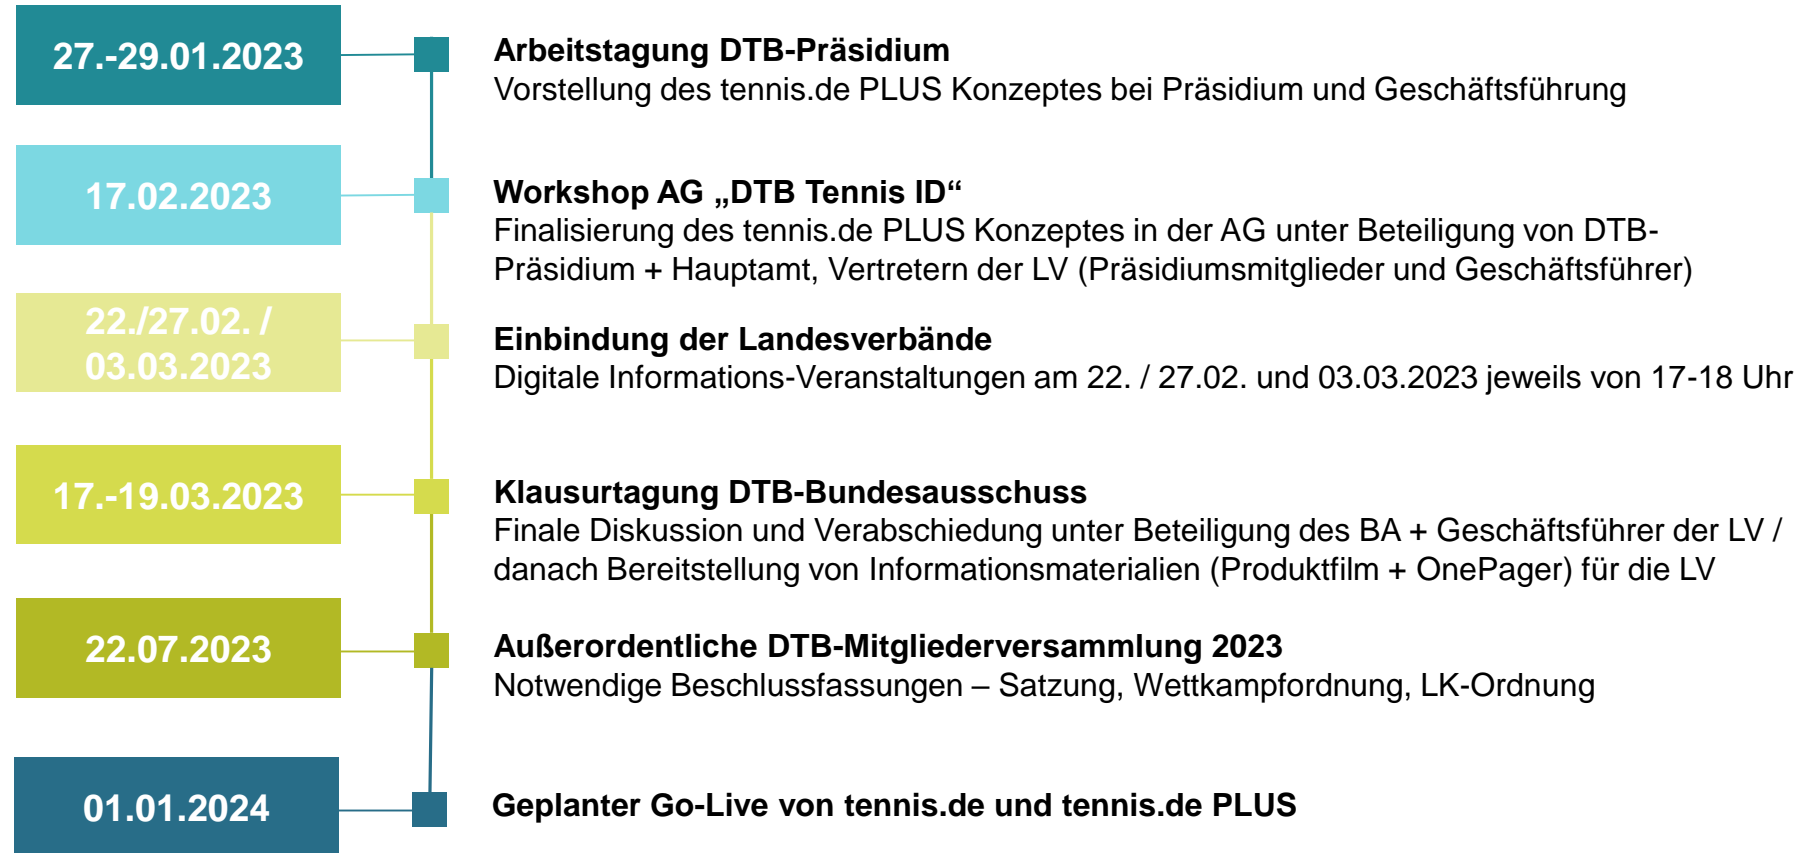 27.-29.01.2023
Arbeitstagung DTB-Präsidium
Vorstellung des tennis.de PLUS Konzeptes bei Präsidium und Geschäftsführung
17.02.2023
Workshop AG „DTB Tennis ID“
Finalisierung des tennis.de PLUS Konzeptes in der AG unter Beteiligung von DTB-
Präsidium + Hauptamt, Vertretern der LV (Präsidiumsmitglieder und Geschäftsführer)
22./27.02. /
03.03.2023
Einbindung der Landesverbände
Digitale Informations-Veranstaltungen am 22. / 27.02. und 03.03.2023 jeweils von 17-18 Uhr
17.-19.03.2023
Klausurtagung DTB-Bundesausschuss
Finale Diskussion und Verabschiedung unter Beteiligung des BA + Geschäftsführer der LV /
danach Bereitstellung von Informationsmaterialien (Produktfilm + OnePager) für die LV
22.07.2023
Außerordentliche DTB-Mitgliederversammlung 2023
Notwendige Beschlussfassungen – Satzung, Wettkampfordnung, LK-Ordnung
01.01.2024
Geplanter Go-Live von tennis.de und tennis.de PLUS